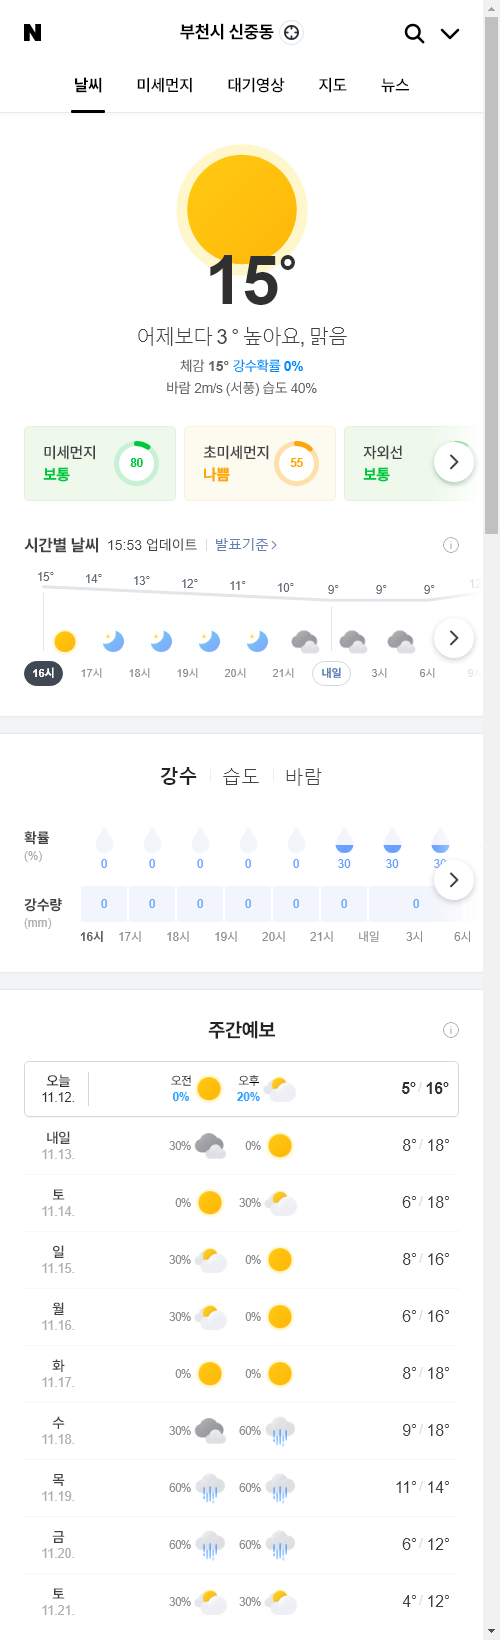 N
부천시 신중동
날씨 미세먼지 대기영상 지도 뉴스
15°
어제보다 3 ° 높아요, 맑음
체감 15° 강수확률 0%
바람 2m/s (서풍) 습도 40%
미세먼지 보통 80
초미세먼지 나쁨 55
자외선 보통
시간별 날씨 15:53 업데이트 발표기준
15° 14° 13° 12° 11° 10° 9° 9° 9° 12
16시 17시 18시 19시 20시 21시 내일 3시 6시
강수 습도 바람
확률
(%)
0 0 0 0 0 30 30 30
강수량
(mm)
0 0 0 0 0 0 0
16시 17시 18시 19시 20시 21시 내일 3시 6시
주간예보
오늘 11.12. 오전 0% 오후 20% 5° / 16°
내일 11.13. 30% 0% 8° / 18°
토 11.14. 0% 30% 6° / 18°
일 11.15. 30% 0% 8° / 16°
월 11.16. 30% 0% 6° / 16°
화 11.17. 0% 0% 8° / 18°
수 11.18. 30% 60% 9° / 18°
목 11.19. 60% 60% 11° / 14°
금 11.20. 60% 60% 6° / 12°
토 11.21. 30% 30% 4° / 12°